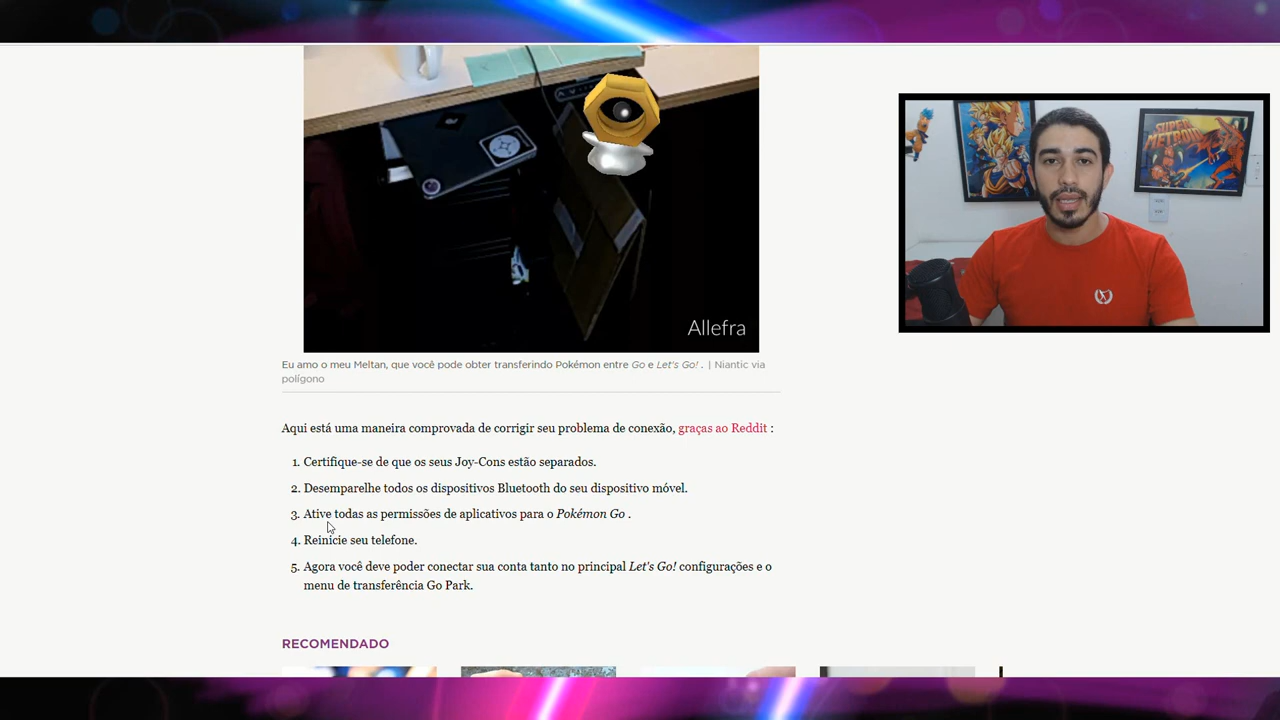 SUPER
METROID
Allefra
Eu amo o meu Meltan, que você pode obter transferindo Pokémon entre Go e Let's Go! . | Niantic via
polígono
Aqui está uma maneira comprovada de corrigir seu problema de conexão, graças ao Reddit :
1. Certifique-se de que os seus Joy-Cons estão separados.
2. Desemparelhe todos os dispositivos Bluetooth do seu dispositivo móvel.
3. Ative todas as permissões de aplicativos para o Pokémon Go .
4. Reinicie seu telefone.
5. Agora você deve poder conectar sua conta tanto no principal Let's Go! configurações e o
menu de transferência Go Park.
RECOMENDADO